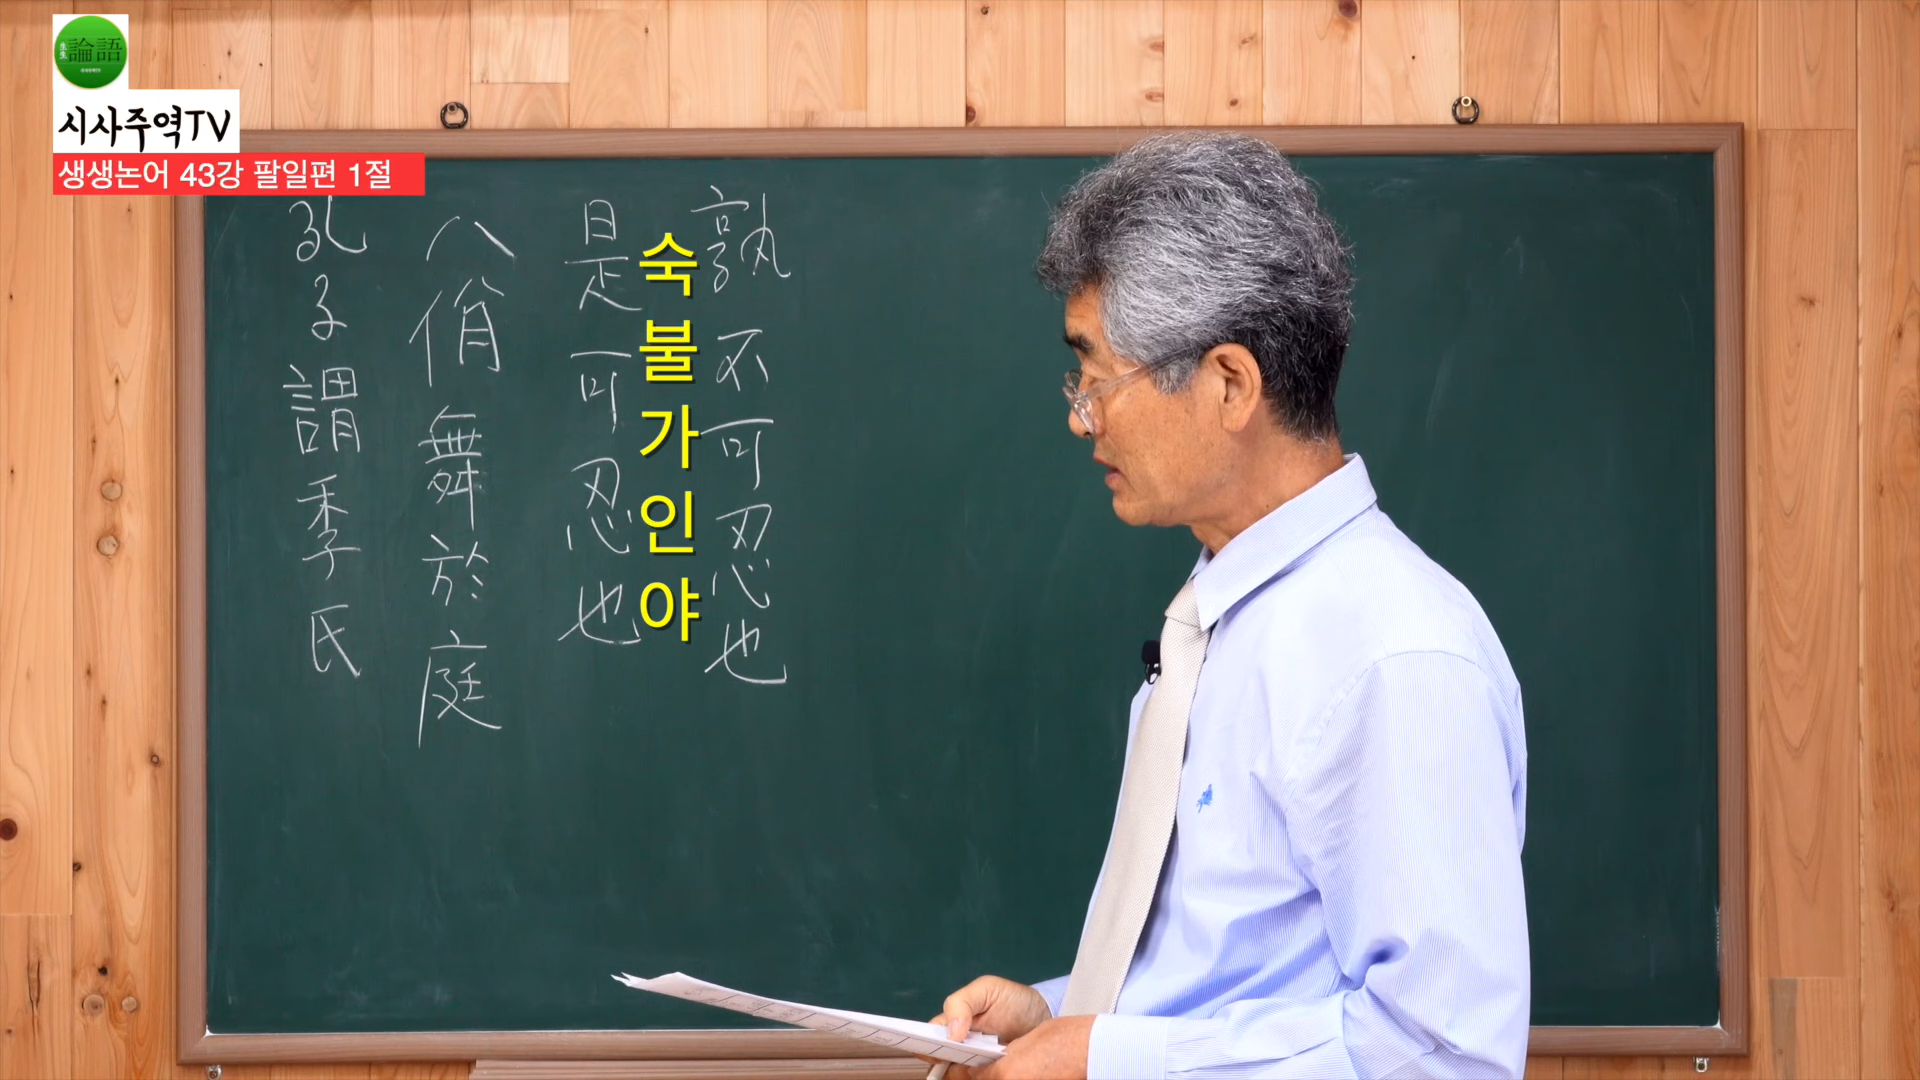 生生 論語
시사주역TV
생생논어 43강 팔일편 1절
孔子謂季氏
八佾舞於庭
是可忍也
숙불가인야
孰不可忍也